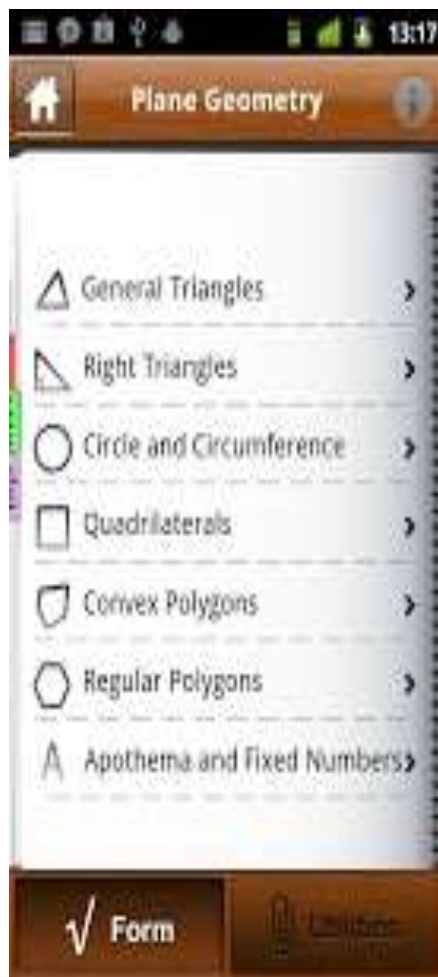 13:17
Plane Geometry
General Triangles
Right Triangles
Circle and Circumference
Quadrilaterals
Convex Polygons
Regular Polygons
A Apothema and Fixed Numbers
√ Form